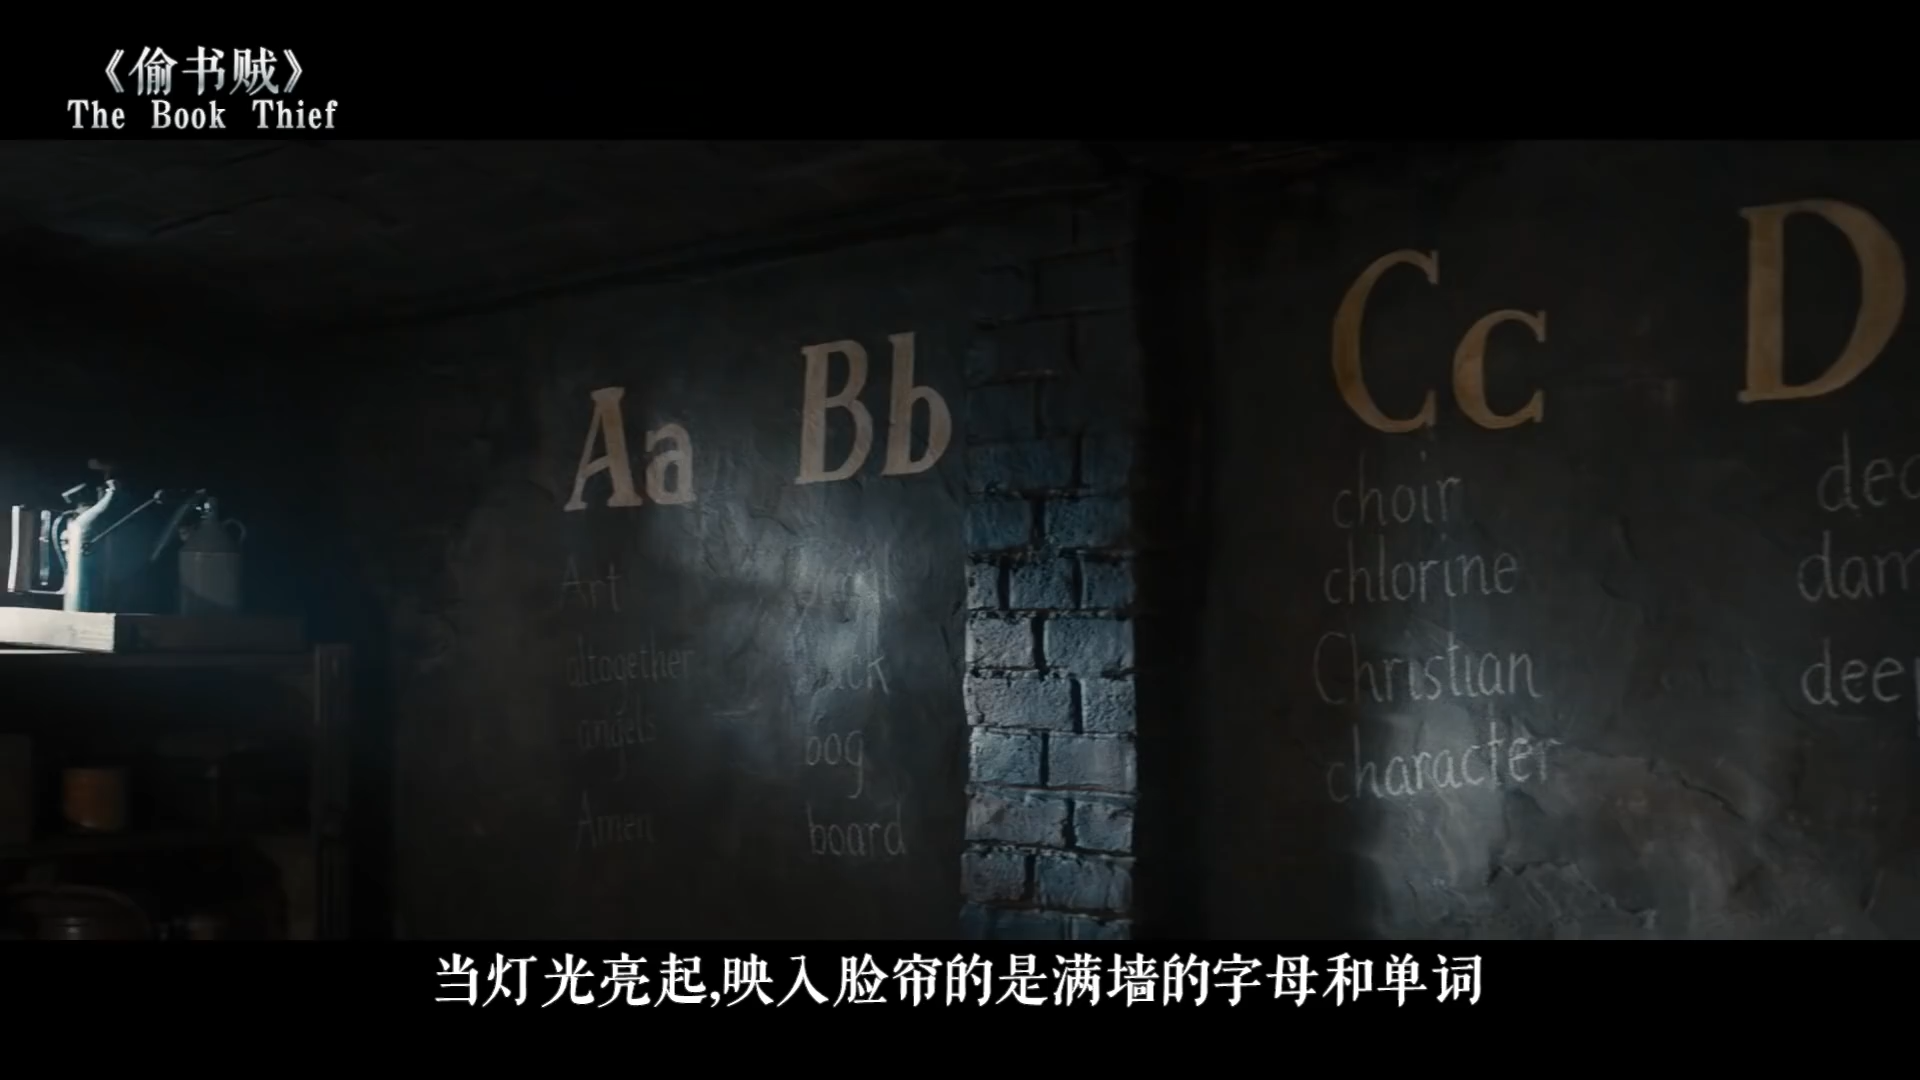 《偷书贼》
The Book Thief
Aa
Bb
Cc
D
Art
altogether
angels
Amen
bog
board
choir
chlorine
Christian
character
当灯光亮起,映入脸帘的是满墙的字母和单词